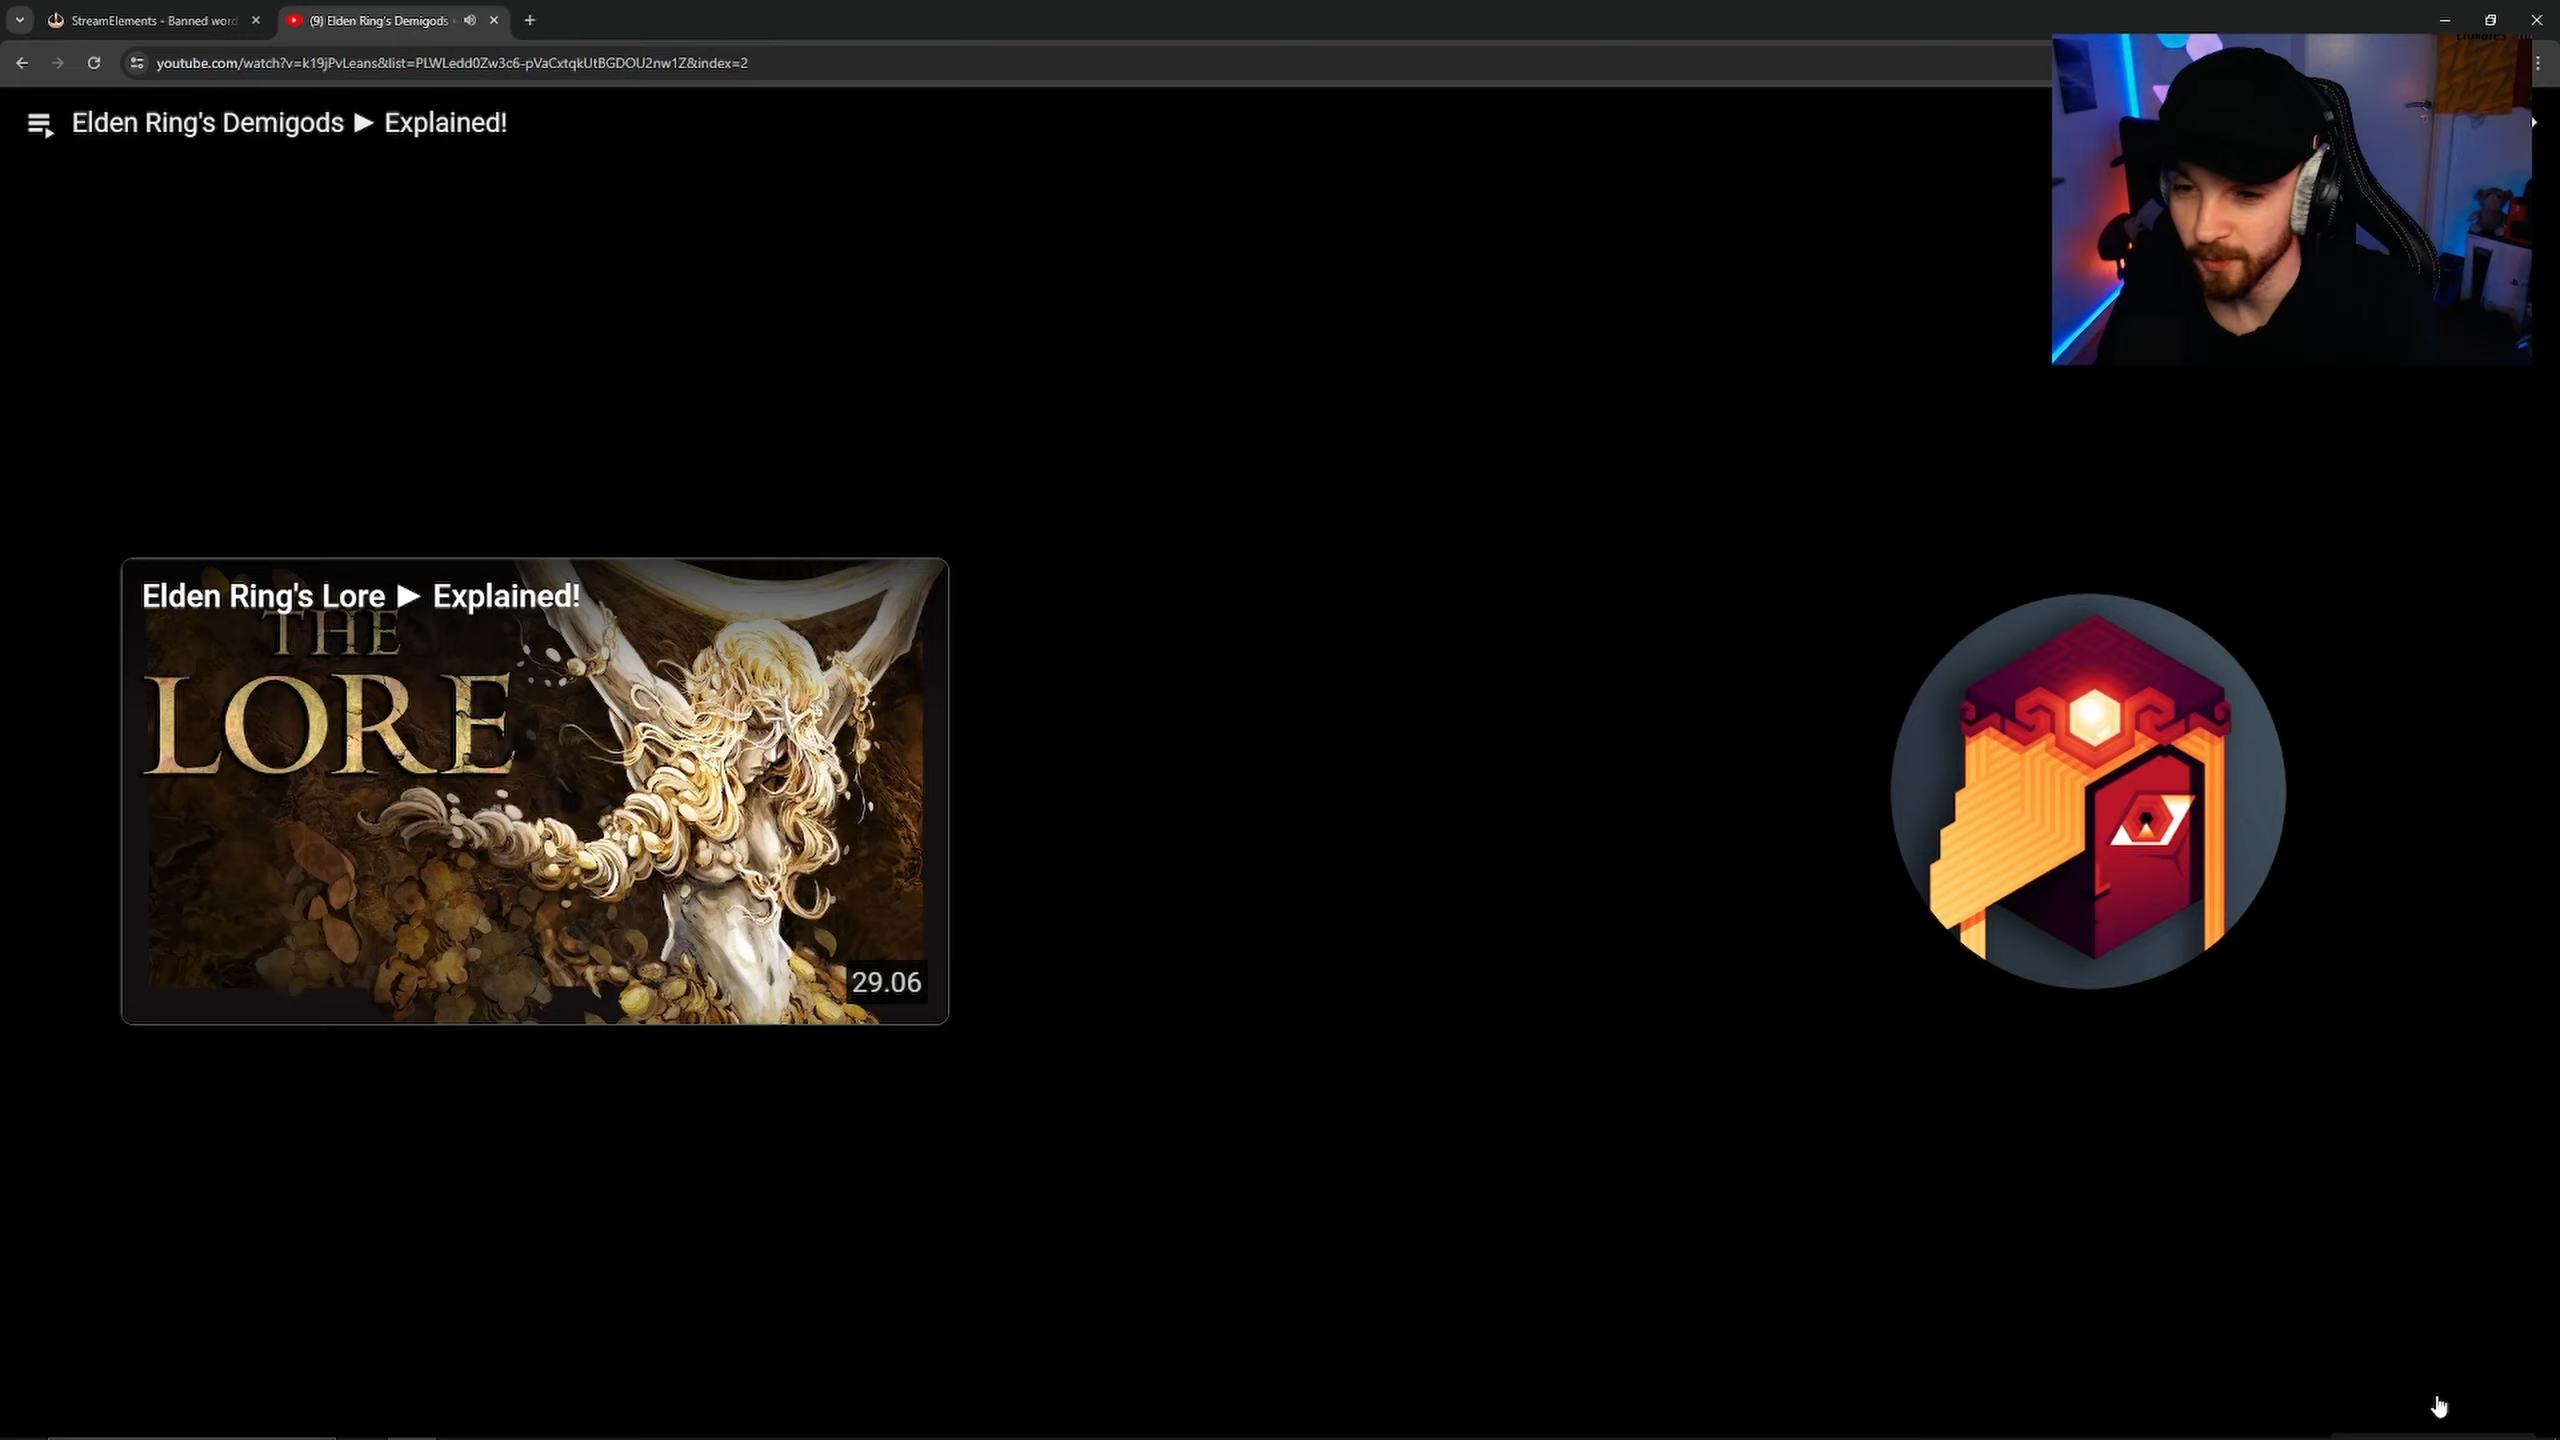 StreamElements - Banned word
(9) Elden Ring's Demigods
youtube.com/watch?v=k19jPvLeans&list=PLWLedd0Zw3c6-pVaCxtqkUtBGDOU2nw1Z&index=2
Elden Ring's Demigods ► Explained!
Elden Ring's Lore ► Explained!
THE
LORE
29.06